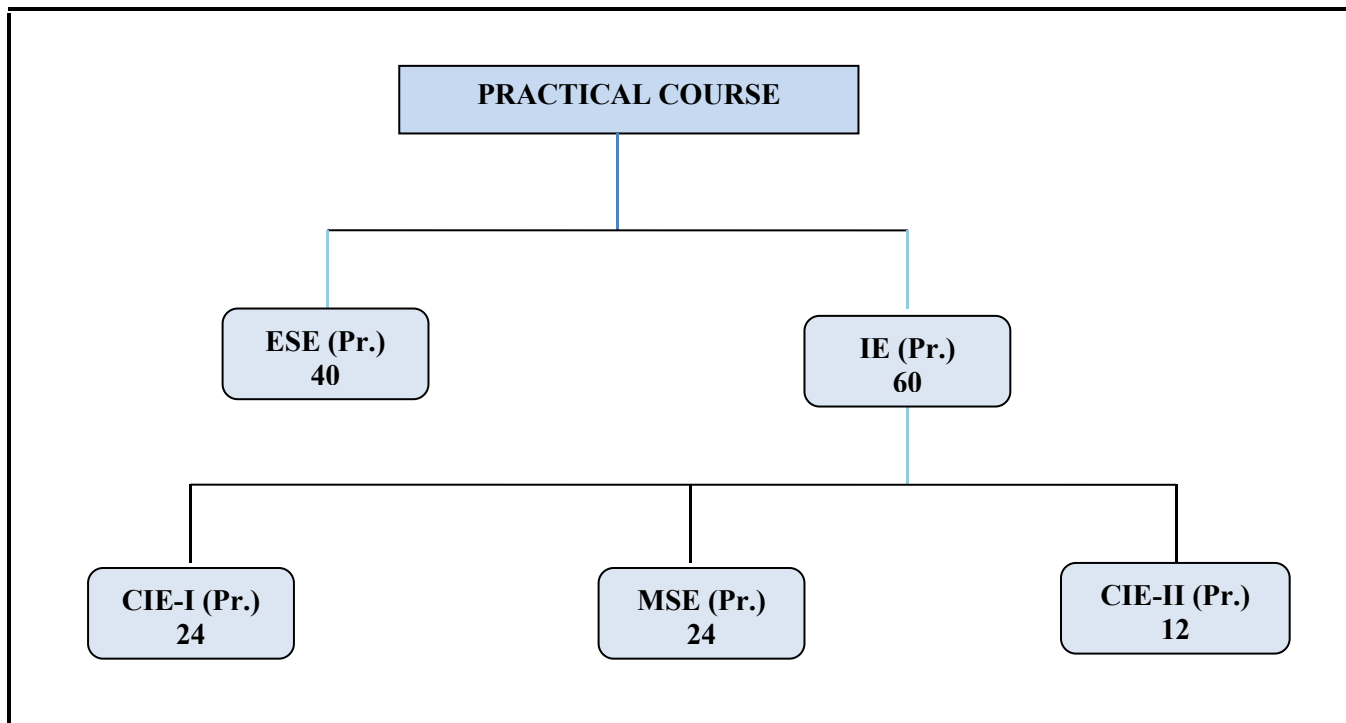 PRACTICAL COURSE
ESE (Pr.)
40
IE (Pr.)
60
CIE-I (Pr.)
24
MSE (Pr.)
24
CIE-II (Pr.)
12